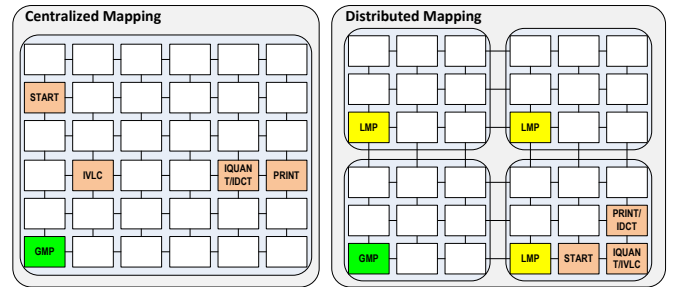 Centralized Mapping
START
IVLC
IQUAN
T/IDCT
PRINT
GMP
Distributed Mapping
LMP
LMP
PRINT/
IDCT
GMP
LMP
START
IQUAN
T/IVLC